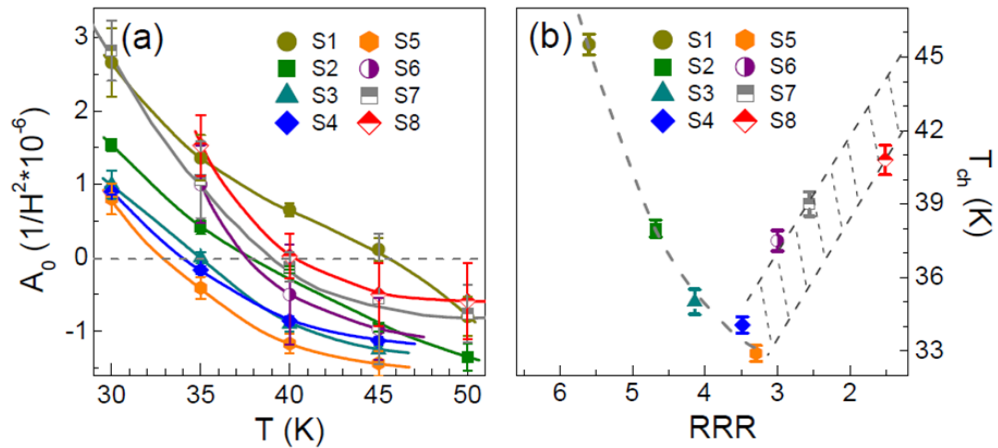 (a)
S1 S5
S2 S6
S3 S7
S4 S8
A₀ (1/H²*10⁻⁶)
3
2
1
0
-1
30 35 40 45 50
T (K)
(b)
S1 S5
S2 S6
S3 S7
S4 S8
45
42
39
36
33
T_ch (K)
6 5 4 3 2
RRR